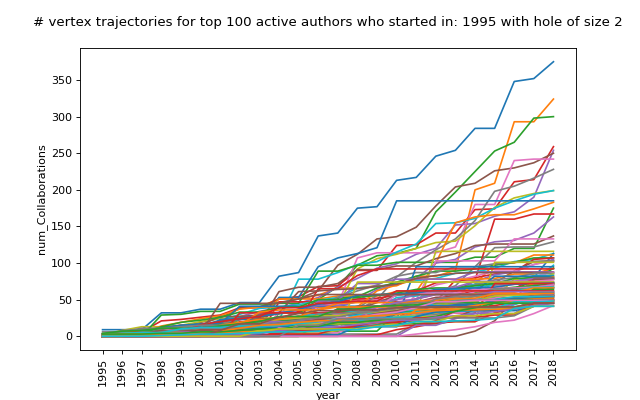 # vertex trajectories for top 100 active authors who started in: 1995 with hole of size 2
350
300
250
200
150
100
50
0
num_Collaborations
1995 1996 1997 1998 1999 2000 2001 2002 2003 2004 2005 2006 2007 2008 2009 2010 2011 2012 2013 2014 2015 2016 2017 2018
year